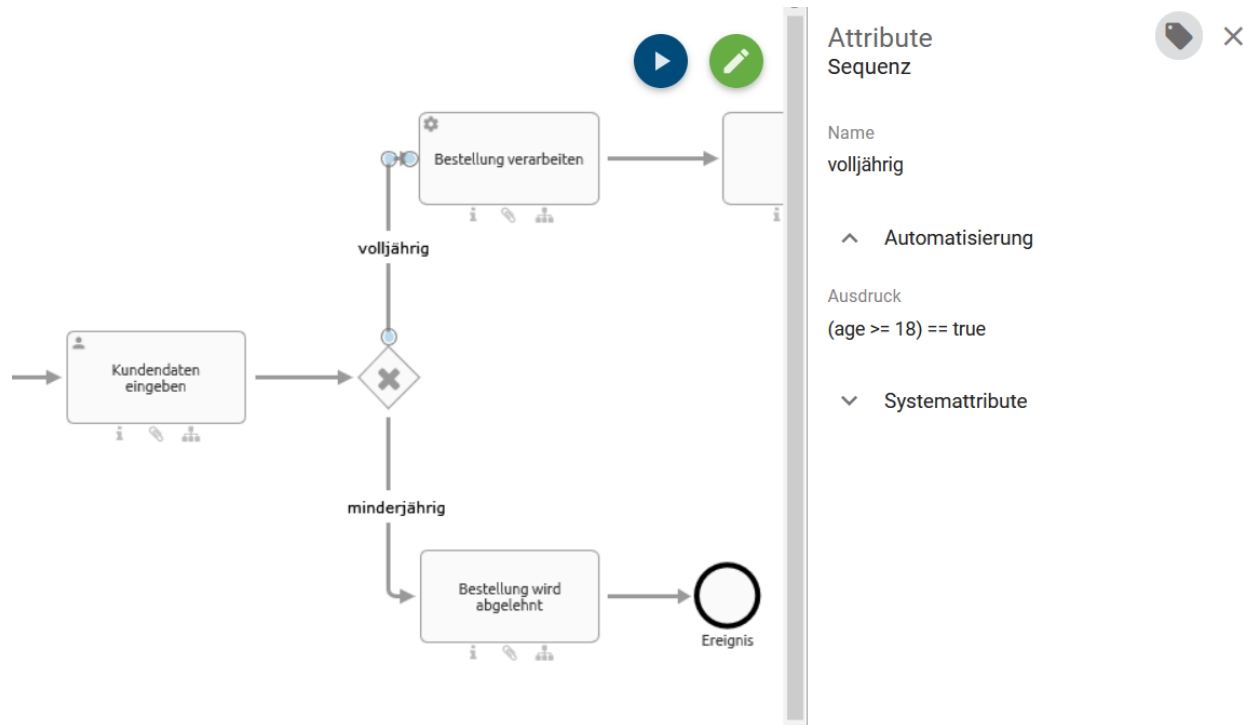 Bestellung verarbeiten
volljährig
Kundendaten
eingeben
minderjährig
Bestellung wird
abgelehnt
Ereignis
Attribute
Sequenz
Name
volljährig
Automatisierung
Ausdruck
(age >= 18) == true
Systemattribute